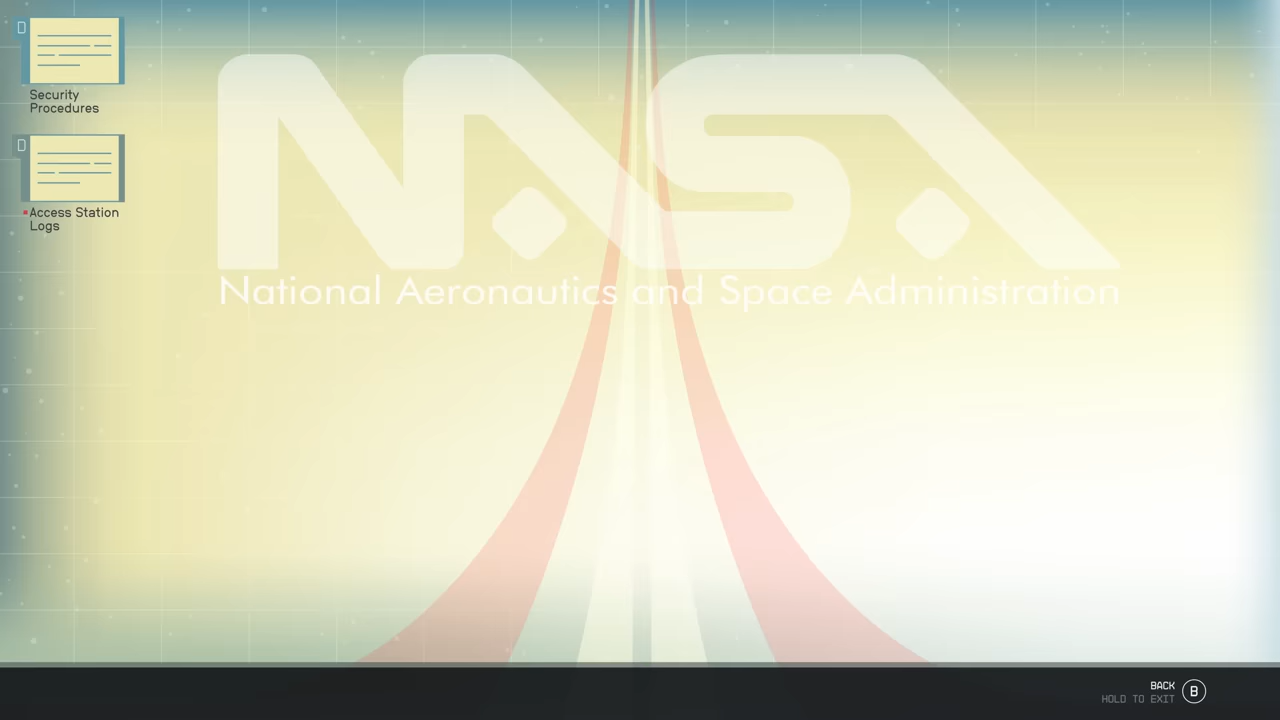 D
Security
Procedures
D
Access Station
Logs
NASA
National Aeronautics and Space Administration
BACK
HOLD TO EXIT
B